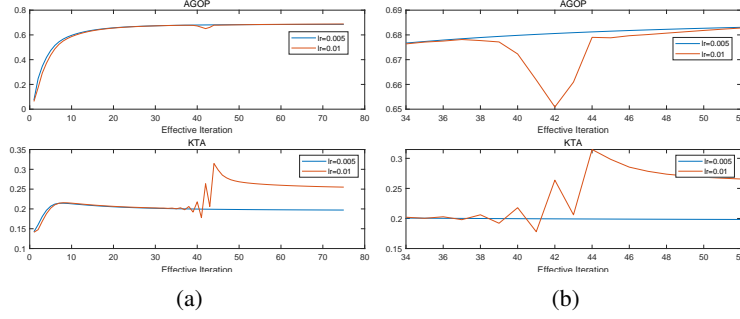 AGOP
0.8
0.6
0.4
0.2
0
lr=0.005
lr=0.01
0 10 20 30 40 50 60 70 80
Effective Iteration
KTA
0.35
0.3
0.25
0.2
0.15
0.1
lr=0.005
lr=0.01
0 10 20 30 40 50 60 70 80
Effective Iteration
(a)
AGOP
0.69
0.68
0.67
0.66
0.65
lr=0.005
lr=0.01
34 36 38 40 42 44 46 48 50 52
Effective Iteration
KTA
0.3
0.25
0.2
0.15
lr=0.005
lr=0.01
34 36 38 40 42 44 46 48 50 52
Effective Iteration
(b)